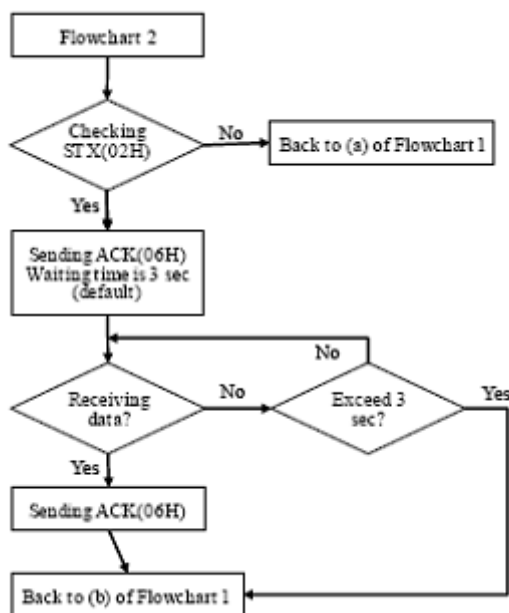 Flowchart 2
Checking
STX(02H)
No
Back to (a) of Flowchart 1
Yes
Sending ACK(06H)
Waiting time is 3 sec
(default)
No
Receiving
data?
No
Exceed 3
sec?
Yes
Yes
Sending ACK(06H)
Back to (b) of Flowchart 1